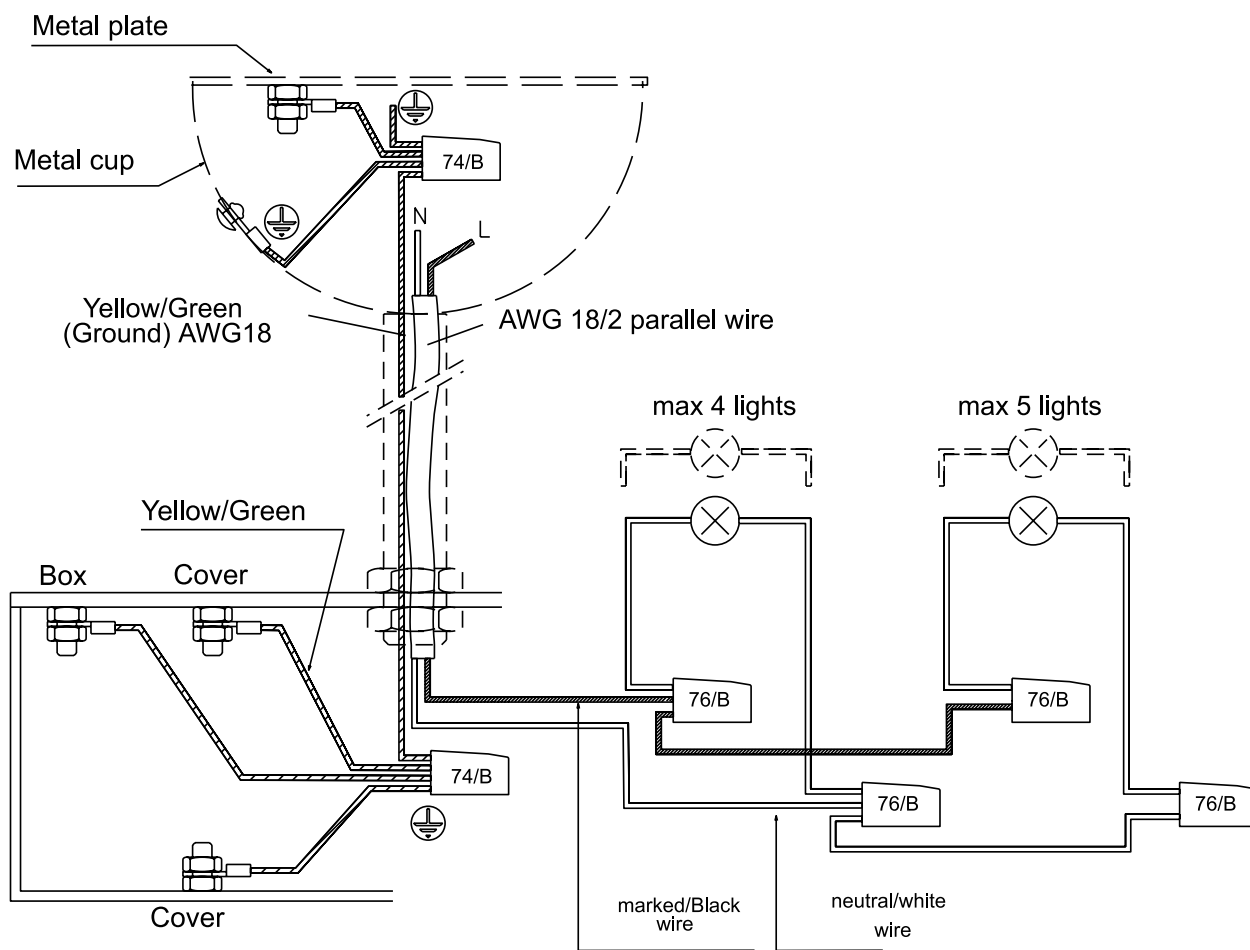 Metal plate
Metal cup
74/B
N
L
Yellow/Green
(Ground) AWG18
AWG 18/2 parallel wire
max 4 lights
max 5 lights
Yellow/Green
Box
Cover
76/B
76/B
74/B
76/B
76/B
Cover
marked/Black
wire
neutral/white
wire